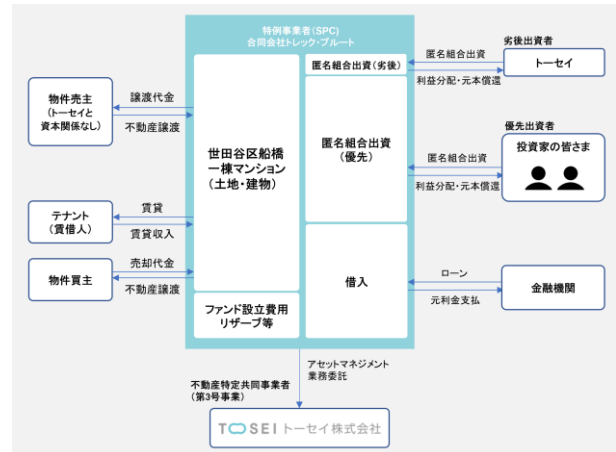 特例事業者(SPC)
合同会社トレック・ブルート
物件売主
(トーセイと
資本関係なし)
譲渡代金
不動産譲渡
テナント
(賃借人)
賃貸
賃貸収入
物件買主
売却代金
不動産譲渡
世田谷区船橋
一棟マンション
(土地・建物)
ファンド設立費用
リザーブ等
匿名組合出資(劣後)
匿名組合出資
(優先)
借入
匿名組合出資
利益分配・元本償還
劣後出資者
トーセイ
匿名組合出資
利益分配・元本償還
優先出資者
投資家の皆さま
ローン
元利金支払
金融機関
アセットマネジメント
業務委託
不動産特定共同事業者
(第3号事業)
TOSEI トーセイ株式会社